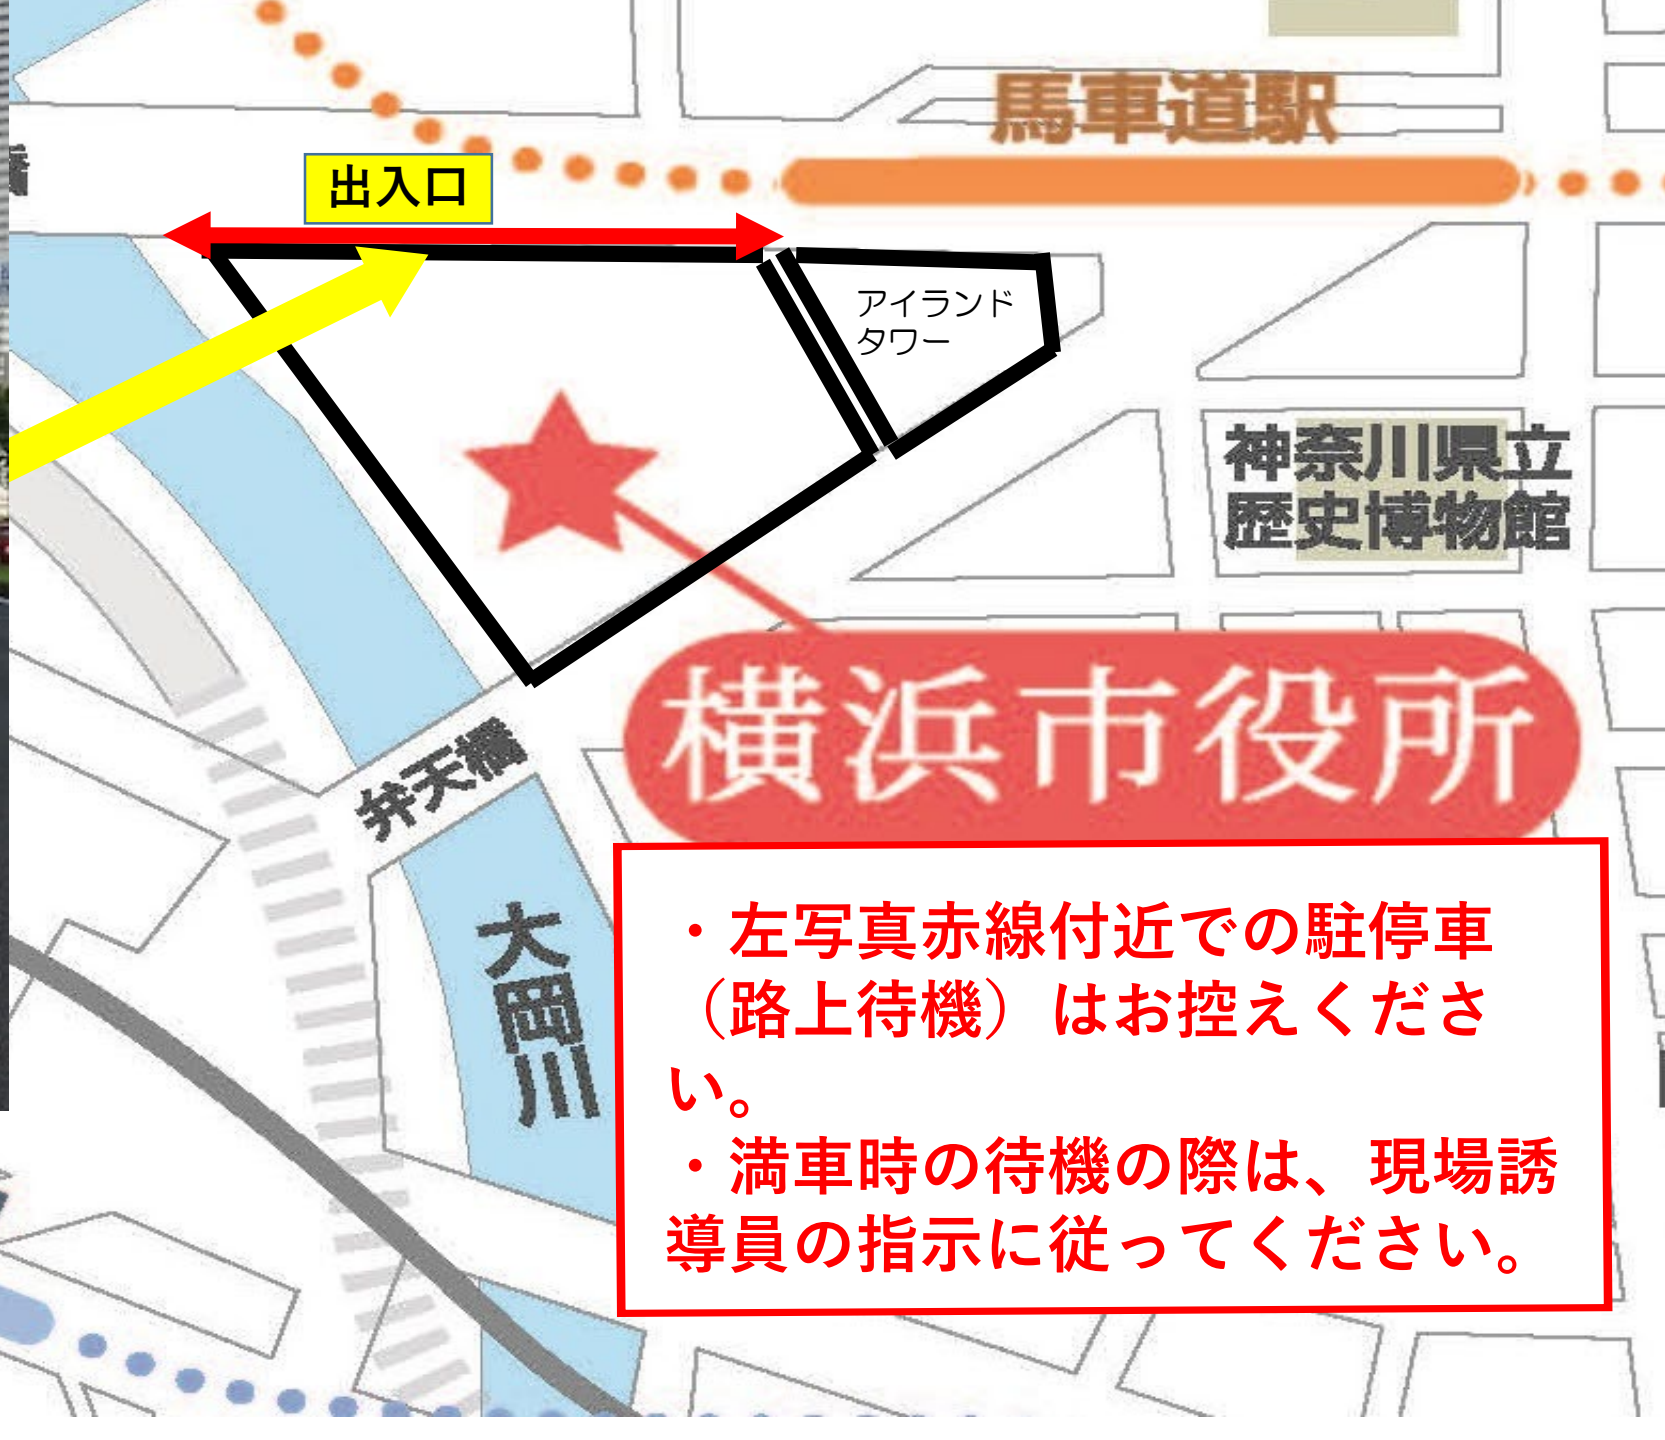 馬車道駅
橋
出入口
アイランド
タワー
神奈川県立
歴史博物館
横浜市役所
弁天橋
大岡川
・左写真赤線付近での駐停車
（路上待機）はお控えくださ
い。
・満車時の待機の際は、現場誘
導員の指示に従ってください。